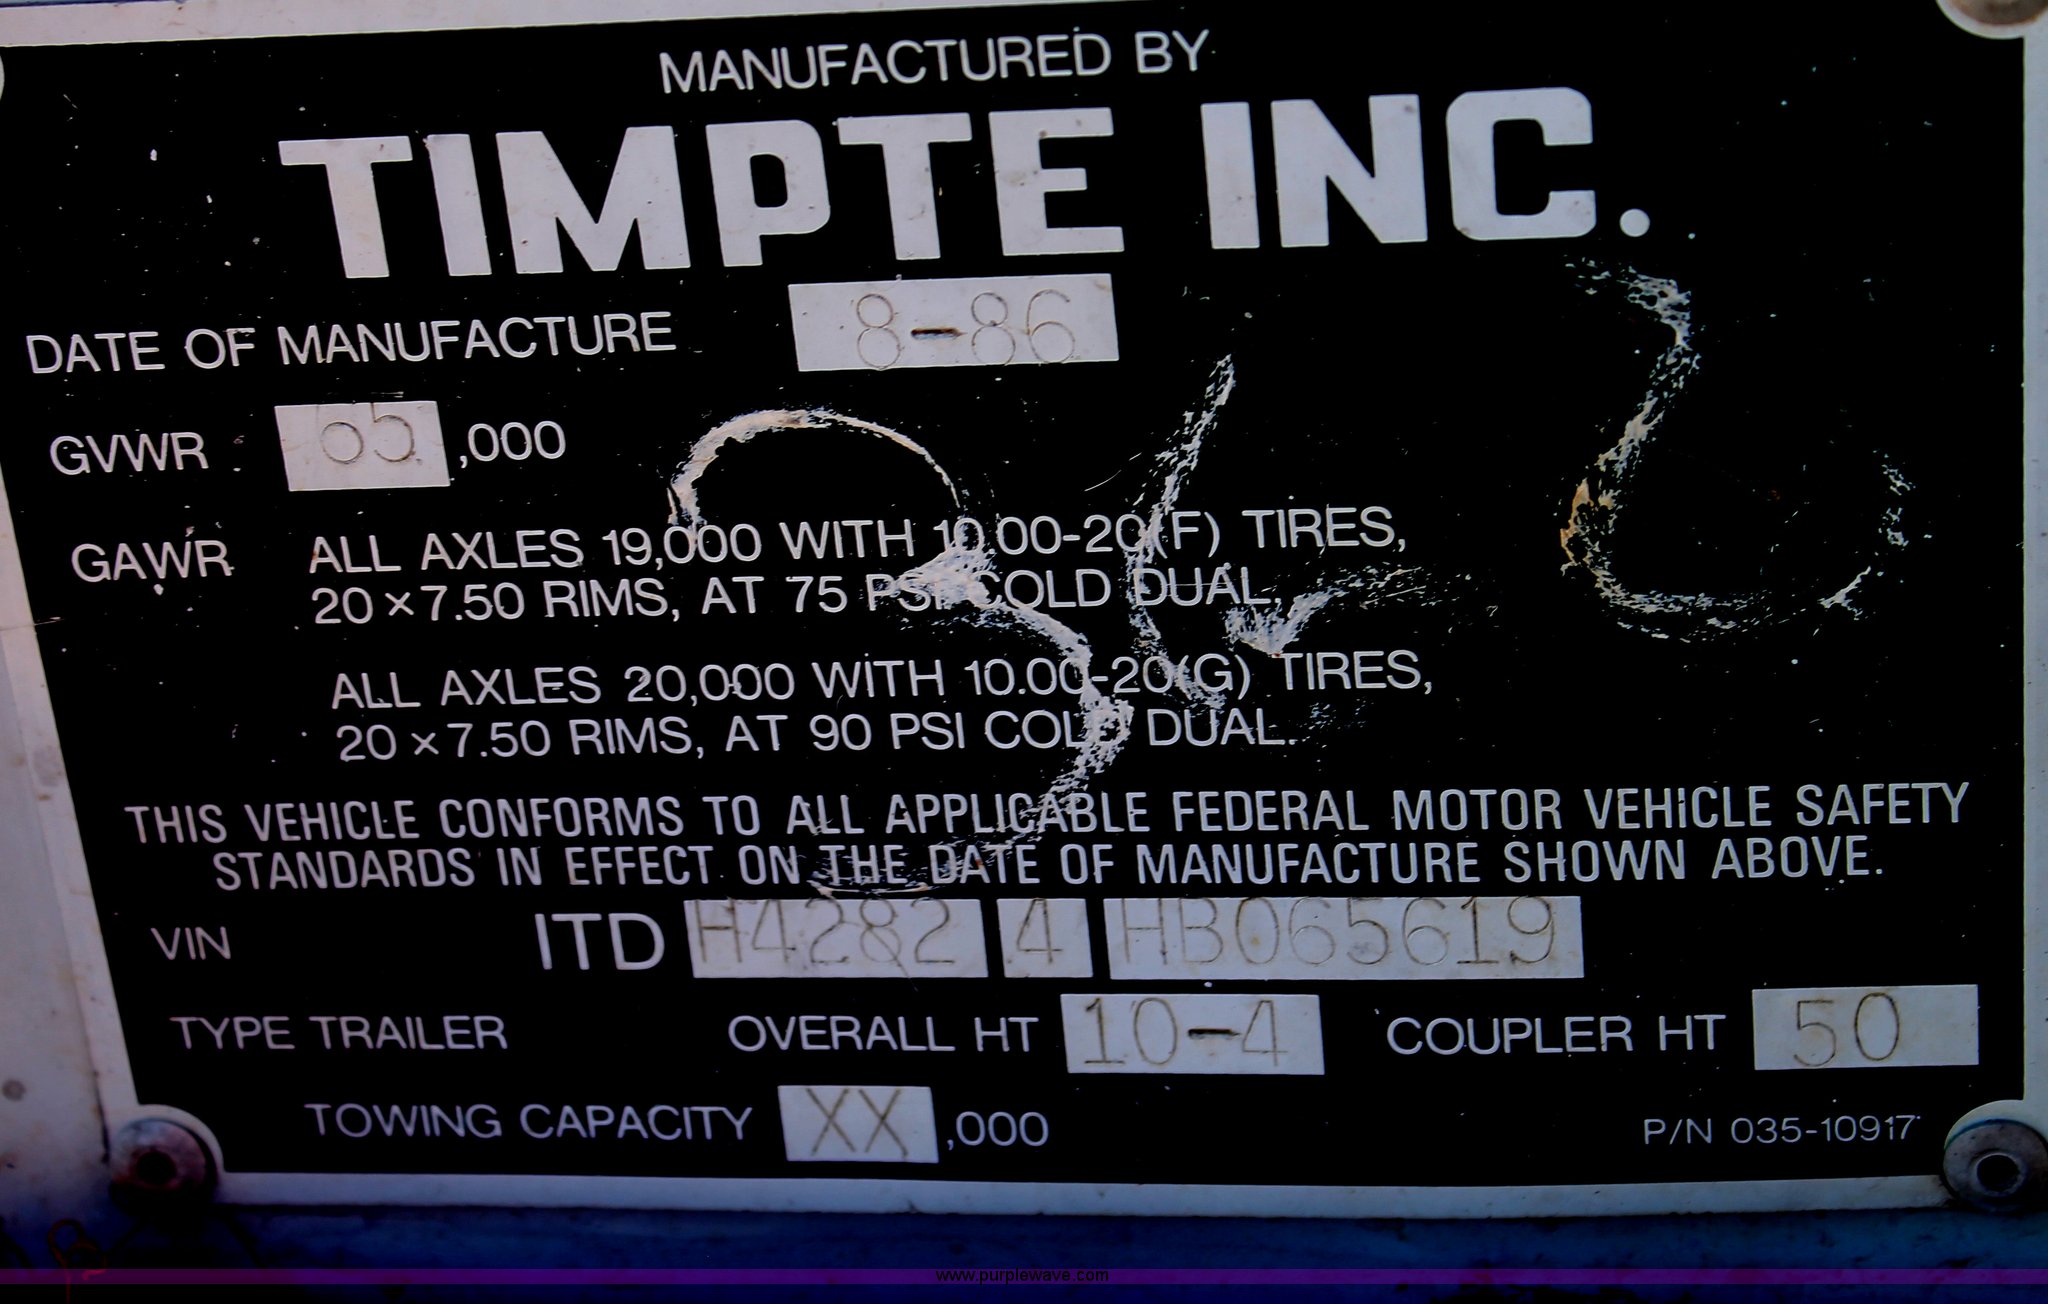 MANUFACTURED BY
TIMPTE INC.
DATE OF MANUFACTURE 8-86
GVWR 65 ,000
GAWR ALL AXLES 19,000 WITH 10.00-20(F) TIRES,
20 x 7.50 RIMS, AT 75 PSI COLD DUAL.
ALL AXLES 20,000 WITH 10.00-20(G) TIRES,
20 x 7.50 RIMS, AT 90 PSI COLD DUAL.
THIS VEHICLE CONFORMS TO ALL APPLICABLE FEDERAL MOTOR VEHICLE SAFETY
STANDARDS IN EFFECT ON THE DATE OF MANUFACTURE SHOWN ABOVE.
VIN ITD H4282 4 HB065619
TYPE TRAILER OVERALL HT 10-4 COUPLER HT 50
TOWING CAPACITY XX ,000 P/N 035-10917
www.purplewave.com